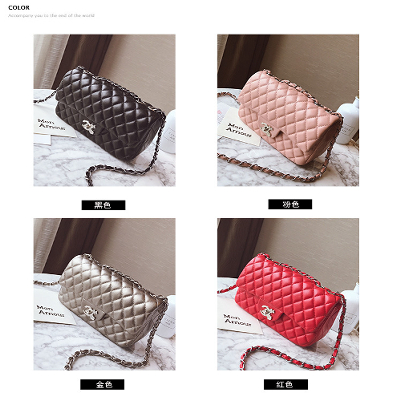 COLOR
Accompany you to the end of the world
Mon
Amour
Mon
Amour
黑色
粉色
Mon
Amour
Mon
Amour
金色
红色